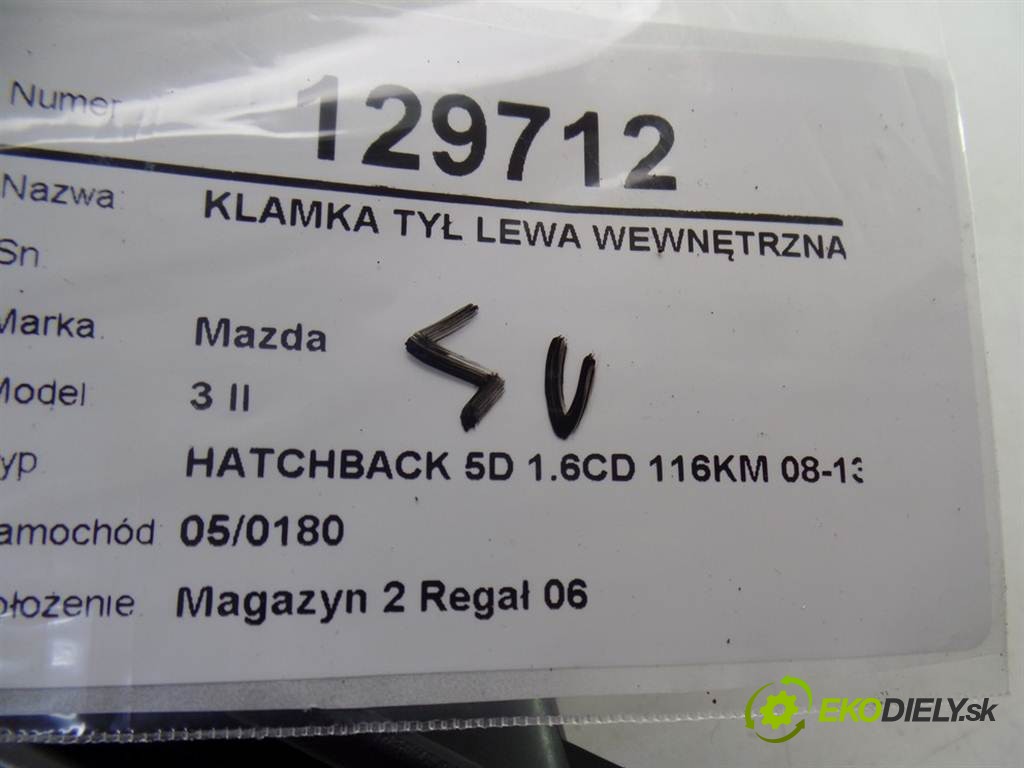 Numer 129712
Nazwa: KLAMKA TYŁ LEWA WEWNĘTRZNA
Sn
Marka. Mazda
Model 3 II
yp HATCHBACK 5D 1.6CD 116KM 08-13
amochód 05/0180
ołożenie. Magazyn 2 Regał 06
EKODIELY.sk